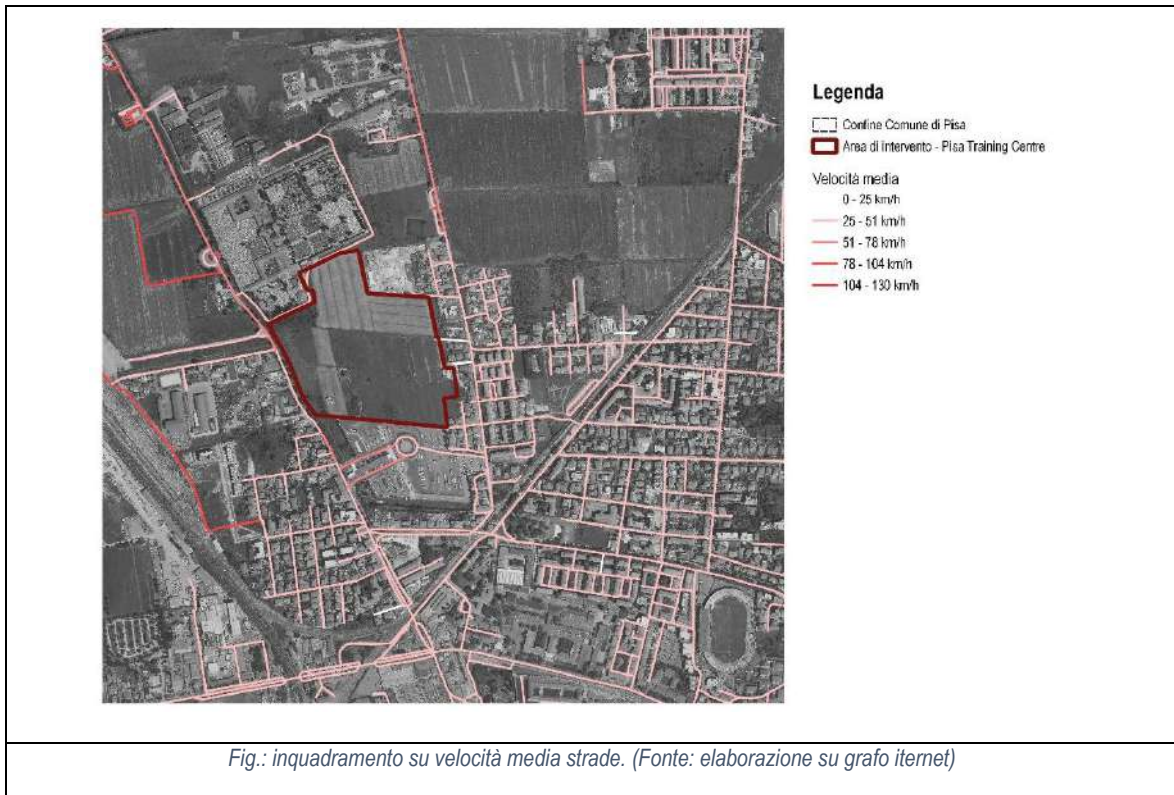 Legenda
Confine Comune di Pisa
Area di intervento - Pisa Training Centre
Velocità media
0 - 25 km/h
25 - 51 km/h
51 - 78 km/h
78 - 104 km/h
104 - 130 km/h
Fig.: inquadramento su velocità media strade. (Fonte: elaborazione su grafo iternet)